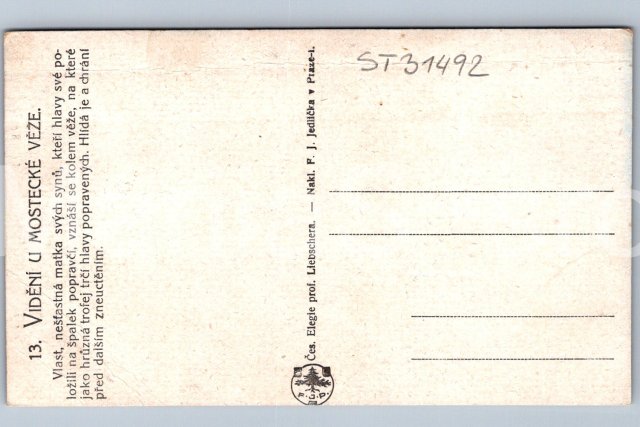 13. VIDĚNÍ U MOSTECKÉ VĚŽE.
Vlast, nešťastná matka svých synů, kteří hlavy své po-
ložili na špalek popravčí, vznáší se kolem věže, na které
jako hrůzná trofej trčí hlavy popravených. Hlídá je a chrání
před dalším zneuctěním.
Čes. Elegie prof. Liebschera. — Nakl. F. J. Jedlička v Praze-I.
ST31492
F. J. P.